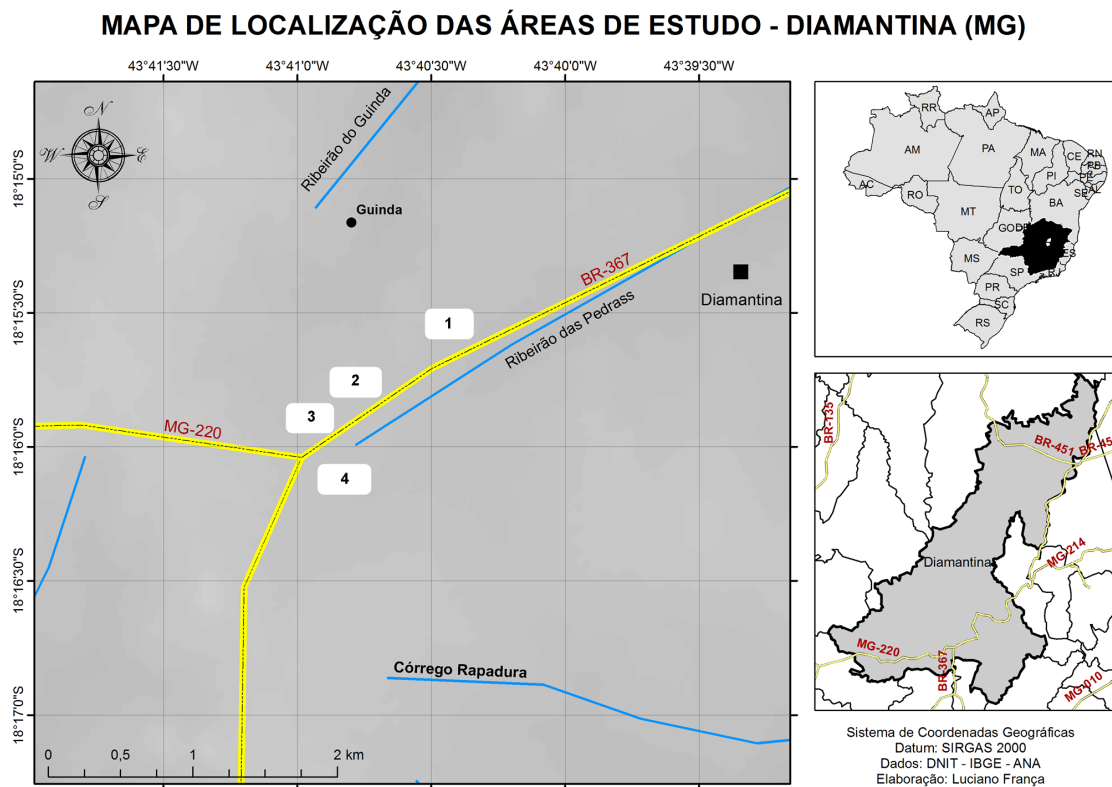 MAPA DE LOCALIZAÇÃO DAS ÁREAS DE ESTUDO - DIAMANTINA (MG)
43°41'30"W 43°41'0"W 43°40'30"W 43°40'0"W 43°39'30"W
18°15'0"S
18°15'30"S
18°16'0"S
18°16'30"S
18°17'0"S
N
W E
S
Ribeirão do Guinda
Guinda
BR-367
Ribeirão das Pedrass
Diamantina
1
2
3
4
MG-220
Córrego Rapadura
0 0,5 1 2 km
RR
AP
AM
PA
MA
CE
RN
PB
PE
AL
SE
PI
AC
RO
TO
BA
MT
GO
DF
ES
MS
SP
RJ
PR
SC
RS
BR-135
BR-451
BR-45
MG-214
Diamantina
MG-220
BR-367
MG-010
Sistema de Coordenadas Geográficas
Datum: SIRGAS 2000
Dados: DNIT - IBGE - ANA
Elaboração: Luciano França